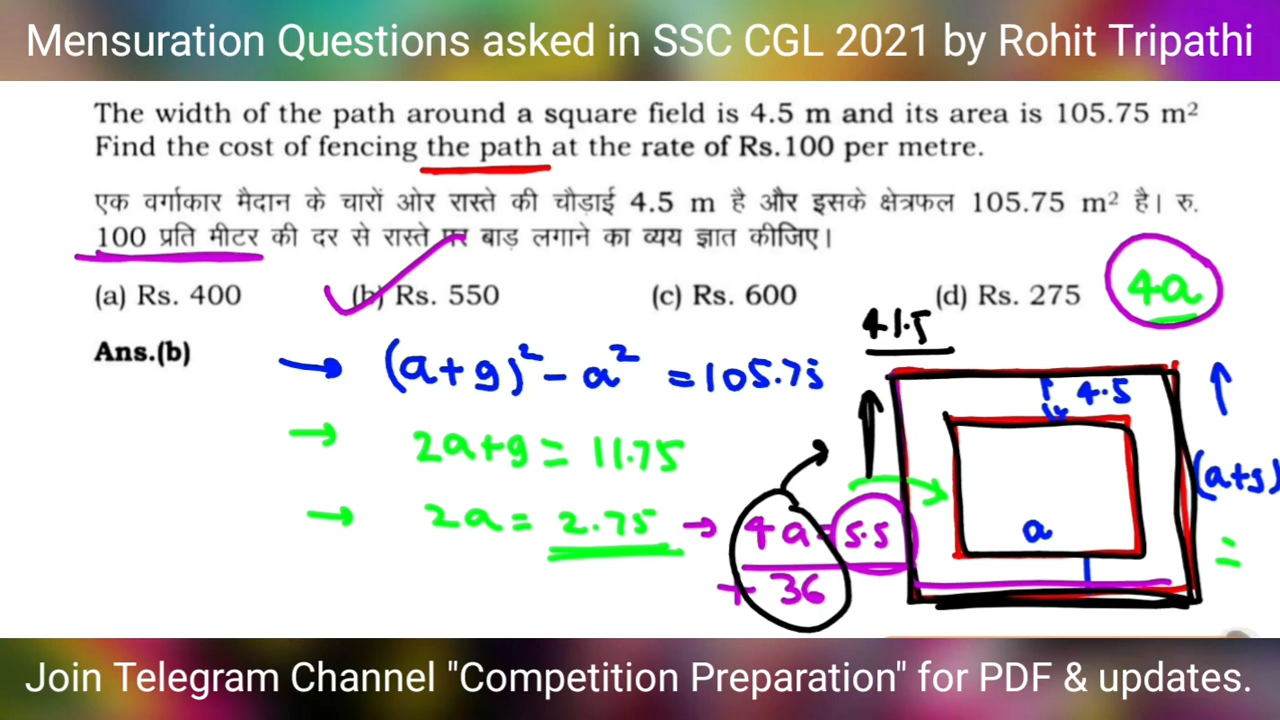 Mensuration Questions asked in SSC CGL 2021 by Rohit Tripathi
The width of the path around a square field is 4.5 m and its area is 105.75 m²
Find the cost of fencing the path at the rate of Rs.100 per metre.
एक वर्गाकार मैदान के चारों ओर रास्ते की चौड़ाई 4.5 m है और इसके क्षेत्रफल 105.75 m² है। रु.
100 प्रति मीटर की दर से रास्ते पर बाड़ लगाने का व्यय ज्ञात कीजिए।
(a) Rs. 400 (b) Rs. 550 (c) Rs. 600 (d) Rs. 275
4a
41.5
Ans.(b)
→ (a+9)² - a² = 105.75
4.5
→ 2a+9 = 11.75
(a+9)
→ 2a = 2.75 → 4a = 5.5
a
=
+ 36
Join Telegram Channel "Competition Preparation" for PDF & updates.